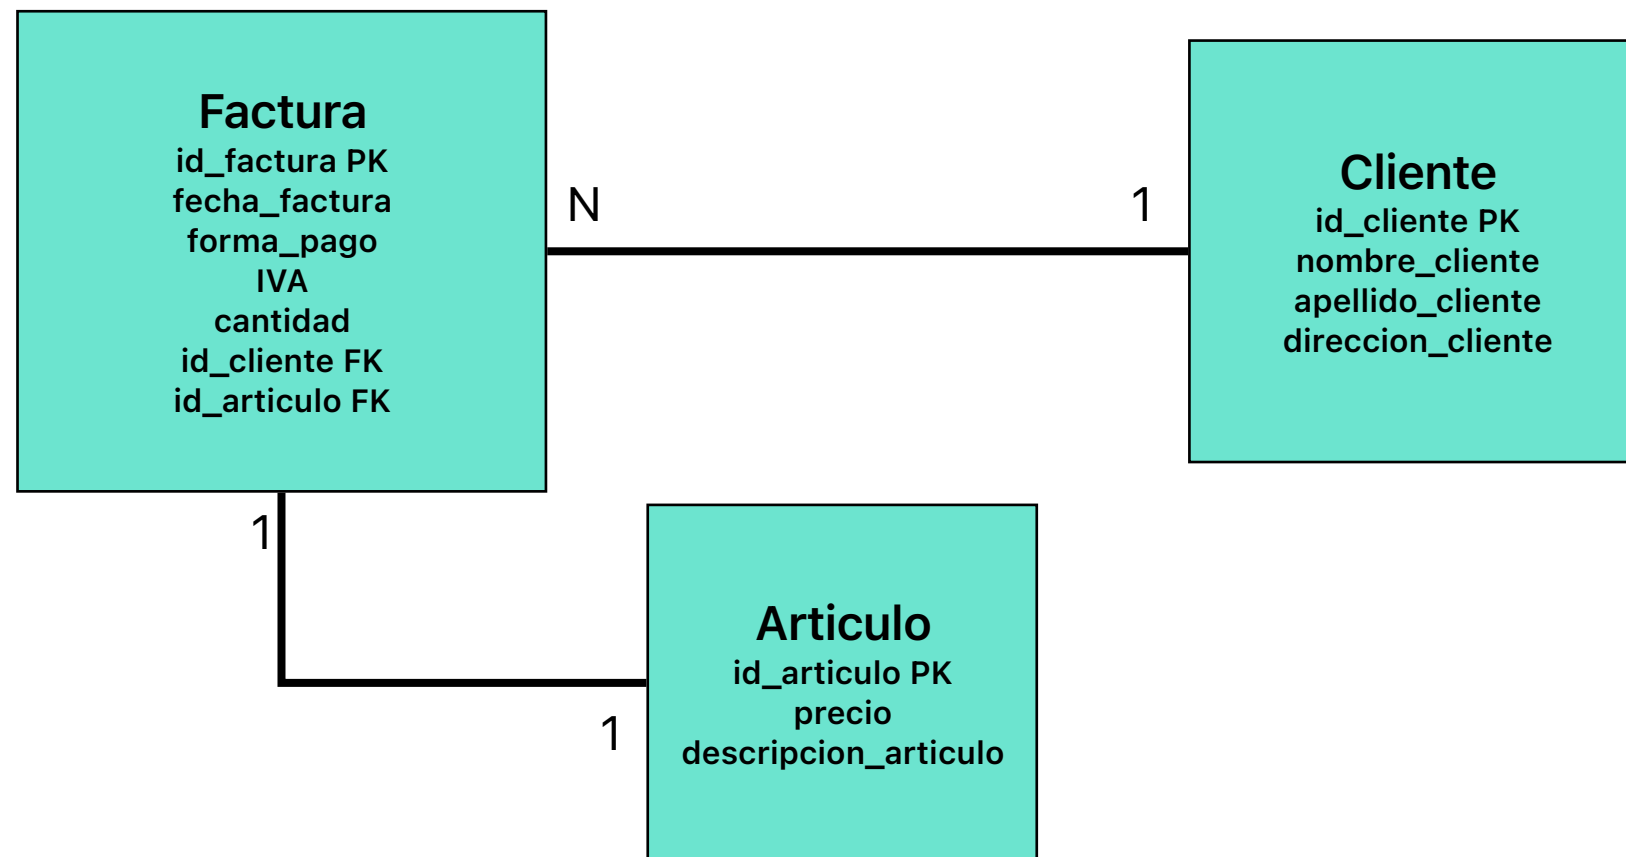 Factura
id_factura PK
fecha_factura
forma_pago
IVA
cantidad
id_cliente FK
id_articulo FK
N
1
Cliente
id_cliente PK
nombre_cliente
apellido_cliente
direccion_cliente
1
1
Articulo
id_articulo PK
precio
descripcion_articulo